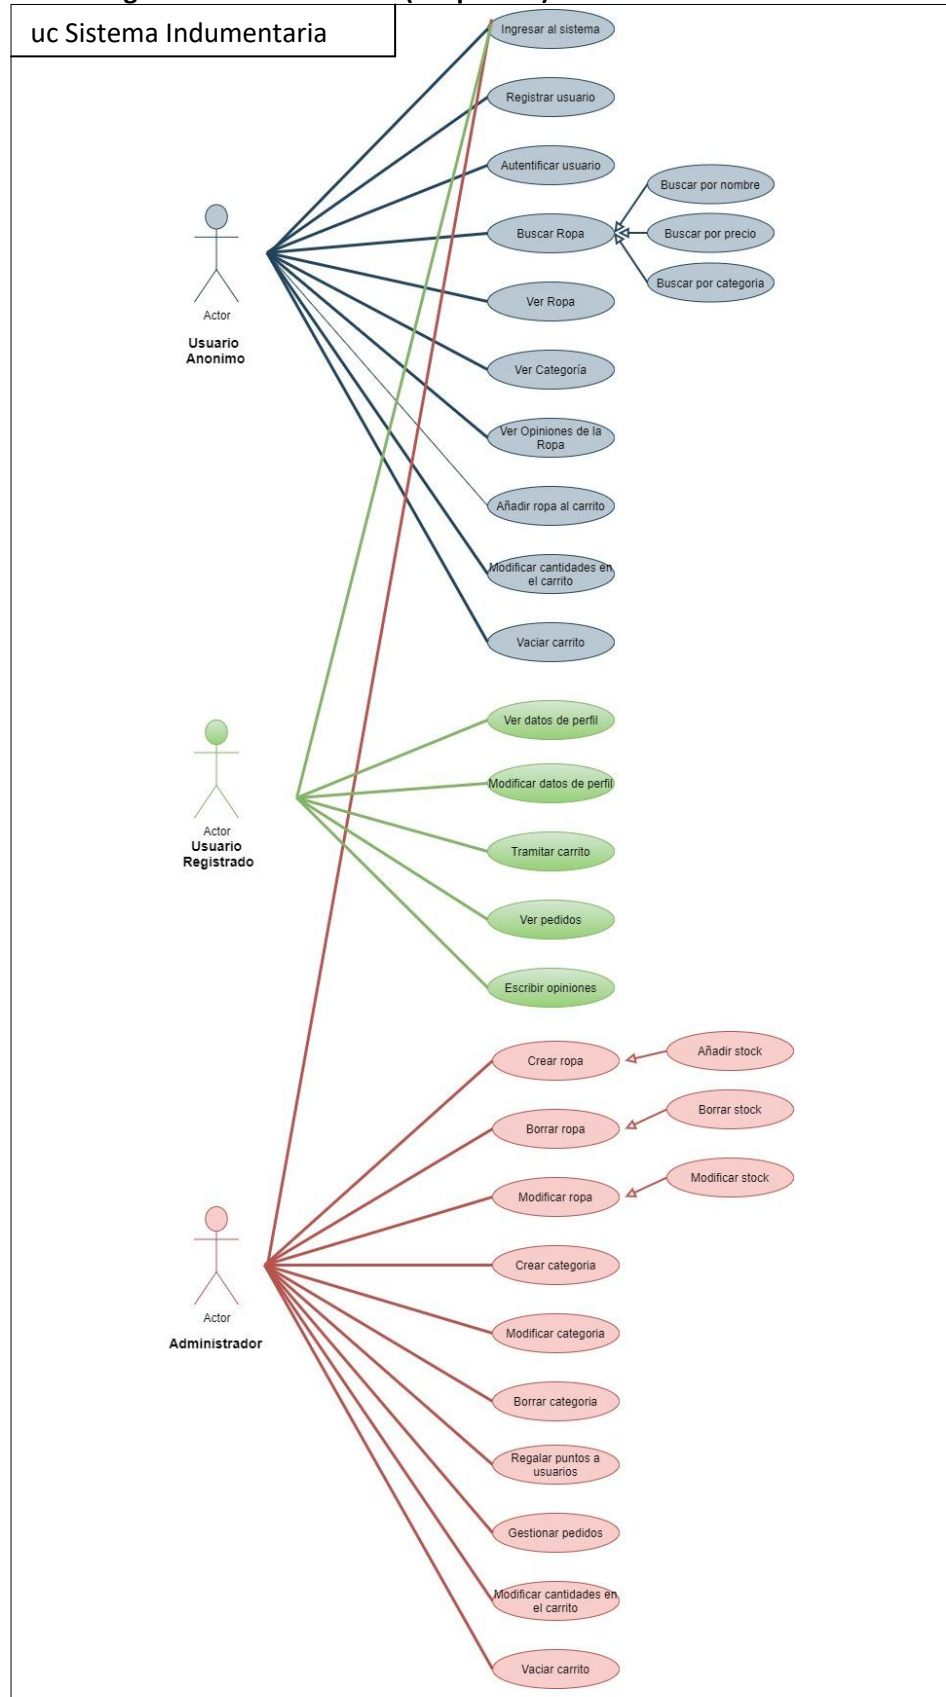 uc Sistema Indumentaria
Ingresar al sistema
Registrar usuario
Autentificar usuario
Buscar por nombre
Buscar Ropa
Buscar por precio
Buscar por categoria
Ver Ropa
Actor
Usuario
Anonimo
Ver Categoría
Ver Opiniones de la
Ropa
Añadir ropa al carrito
Modificar cantidades en
el carrito
Vaciar carrito
Ver datos de perfil
Modificar datos de perfil
Actor
Usuario
Registrado
Tramitar carrito
Ver pedidos
Escribir opiniones
Crear ropa
Añadir stock
Borrar ropa
Borrar stock
Modificar ropa
Modificar stock
Crear categoria
Actor
Administrador
Modificar categoria
Borrar categoria
Regalar puntos a
usuarios
Gestionar pedidos
Modificar cantidades en
el carrito
Vaciar carrito